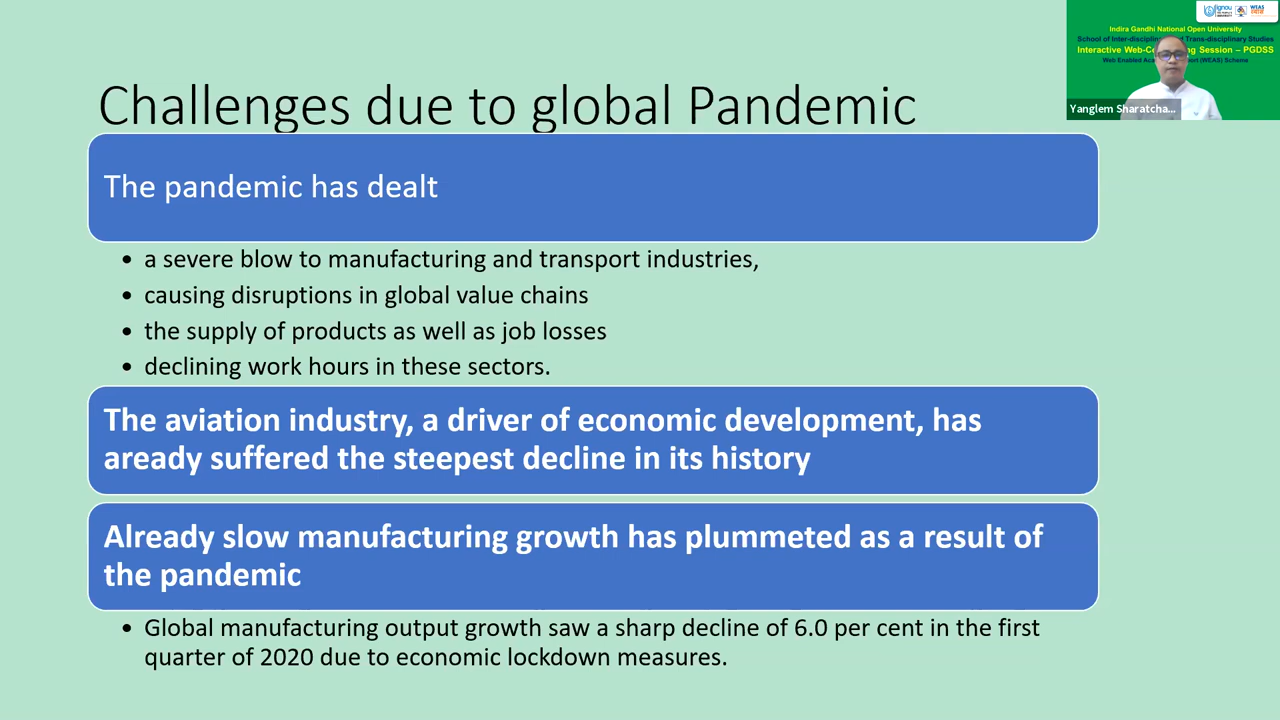 ignou
WEAS
Indira Gandhi National Open University
School of Inter-discipl Trans-disciplinary Studies
Interactive Web-Co g Session – PGDSS
Web Enabled Aca ort (WEAS) Scheme
Yanglem Sharatcha...
Challenges due to global Pandemic
The pandemic has dealt
• a severe blow to manufacturing and transport industries,
• causing disruptions in global value chains
• the supply of products as well as job losses
• declining work hours in these sectors.
The aviation industry, a driver of economic development, has
aready suffered the steepest decline in its history
Already slow manufacturing growth has plummeted as a result of
the pandemic
• Global manufacturing output growth saw a sharp decline of 6.0 per cent in the first
quarter of 2020 due to economic lockdown measures.